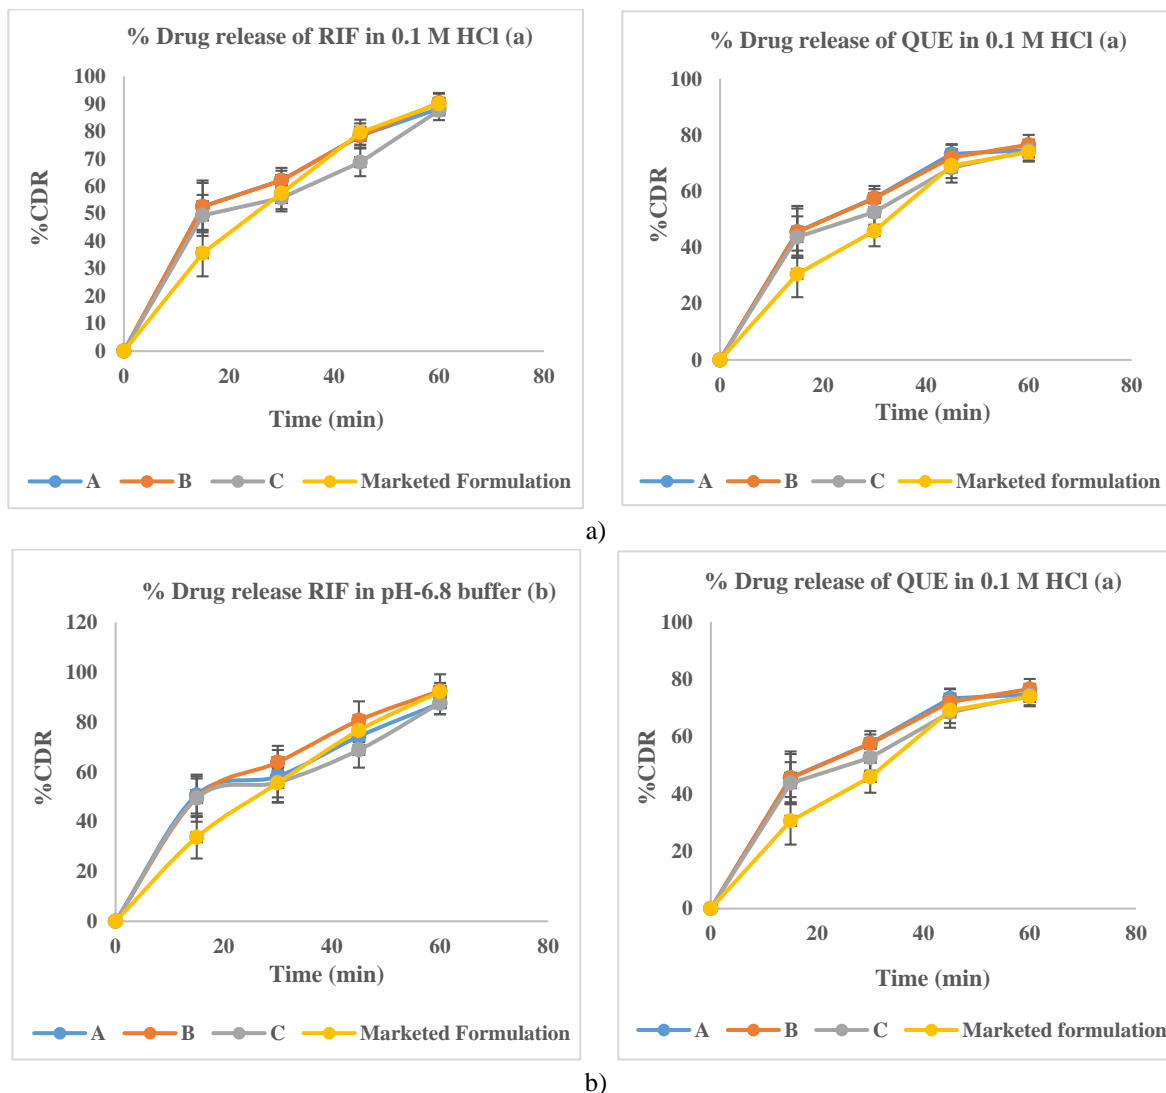 % Drug release of RIF in 0.1 M HCl (a)
100
90
80
70
60
50
40
30
20
10
0
%CDR
0 20 40 60 80
Time (min)
A B C Marketed Formulation
% Drug release of QUE in 0.1 M HCl (a)
100
80
60
40
20
0
%CDR
0 20 40 60 80
Time (min)
A B C Marketed formulation
a)
% Drug release RIF in pH-6.8 buffer (b)
120
100
80
60
40
20
0
%CDR
0 20 40 60 80
Time (min)
A B C Marketed Formulation
% Drug release of QUE in 0.1 M HCl (a)
100
80
60
40
20
0
%CDR
0 20 40 60 80
Time (min)
A B C Marketed formulation
b)